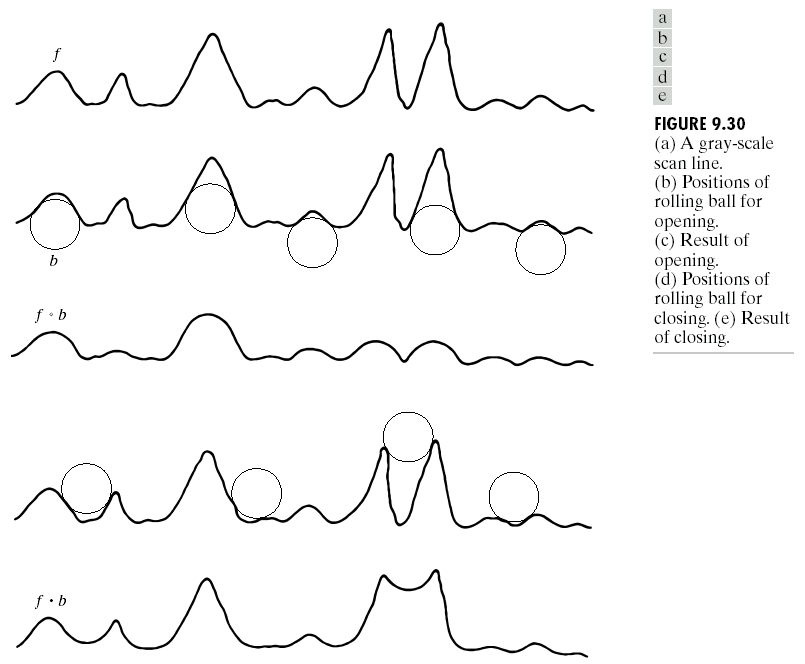 f
b
f ∘ b
f • b
a
b
c
d
e
FIGURE 9.30
(a) A gray-scale
scan line.
(b) Positions of
rolling ball for
opening.
(c) Result of
opening.
(d) Positions of
rolling ball for
closing. (e) Result
of closing.